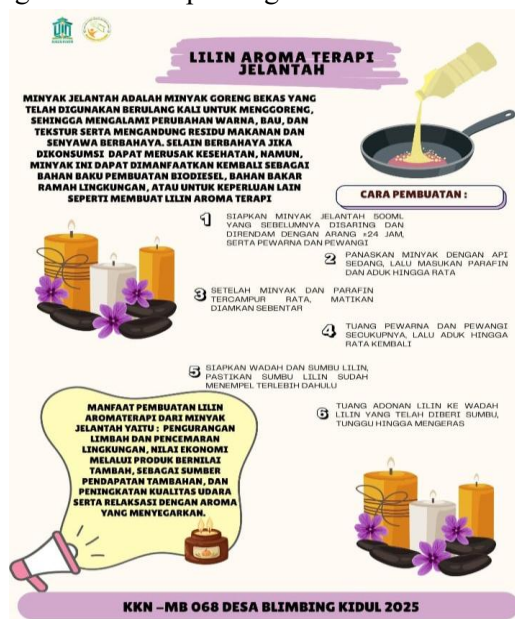 LILIN AROMA TERAPI
JELANTAH
MINYAK JELANTAH ADALAH MINYAK GORENG BEKAS YANG
TELAH DIGUNAKAN BERULANG KALI UNTUK MENGGORENG,
SEHINGGA MENGALAMI PERUBAHAN WARNA, BAU, DAN
TEKSTUR SERTA MENGANDUNG RESIDU MAKANAN DAN
SENYAWA BERBAHAYA. SELAIN BERBAHAYA JIKA
DIKONSUMSI DAPAT MERUSAK KESEHATAN, NAMUN,
MINYAK INI DAPAT DIMANFAATKAN KEMBALI SEBAGAI
BAHAN BAKU PEMBUATAN BIODIESEL, BAHAN BAKAR
RAMAH LINGKUNGAN, ATAU UNTUK KEPERLUAN LAIN
SEPERTI MEMBUAT LILIN AROMA TERAPI
CARA PEMBUATAN :
1 SIAPKAN MINYAK JELANTAH 500ML
YANG SEBELUMNYA DISARING DAN
DIRENDAM DENGAN ARANG ±24 JAM,
SERTA PEWARNA DAN PEWANGI
2 PANASKAN MINYAK DENGAN API
SEDANG, LALU MASUKAN PARAFIN
DAN ADUK HINGGA RATA
3 SETELAH MINYAK DAN PARAFIN
TERCAMPUR RATA, MATIKAN
DIAMKAN SEBENTAR
4 TUANG PEWARNA DAN PEWANGI
SECUKUPNYA, LALU ADUK HINGGA
RATA KEMBALI
5 SIAPKAN WADAH DAN SUMBU LILIN,
PASTIKAN SUMBU LILIN SUDAH
MENEMPEL TERLEBIH DAHULU
6 TUANG ADONAN LILIN KE WADAH
LILIN YANG TELAH DIBERI SUMBU,
TUNGGU HINGGA MENGERAS
MANFAAT PEMBUATAN LILIN
AROMATERAPI DARI MINYAK
JELANTAH YAITU : PENGURANGAN
LIMBAH DAN PENCEMARAN
LINGKUNGAN, NILAI EKONOMI
MELALUI PRODUK BERNILAI
TAMBAH, SEBAGAI SUMBER
PENDAPATAN TAMBAHAN, DAN
PENINGKATAN KUALITAS UDARA
SERTA RELAKSASI DENGAN AROMA
YANG MENYEGARKAN.
KKN –MB 068 DESA BLIMBING KIDUL 2025